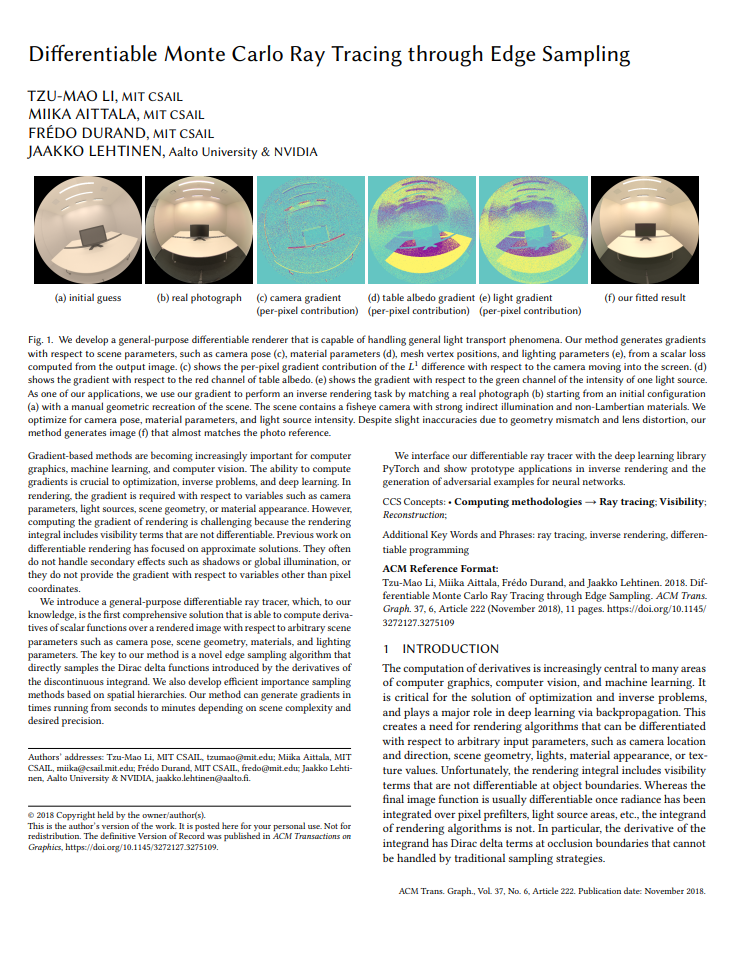 Differentiable Monte Carlo Ray Tracing through Edge Sampling
TZU-MAO LI, MIT CSAIL
MIIKA AITTALA, MIT CSAIL
FRÉDO DURAND, MIT CSAIL
JAAKKO LEHTINEN, Aalto University & NVIDIA
(a) initial guess
(b) real photograph
(c) camera gradient
(per-pixel contribution)
(d) table albedo gradient
(per-pixel contribution)
(e) light gradient
(per-pixel contribution)
(f) our fitted result
Fig. 1. We develop a general-purpose differentiable renderer that is capable of handling general light transport phenomena. Our method generates gradients
with respect to scene parameters, such as camera pose (c), material parameters (d), mesh vertex positions, and lighting parameters (e), from a scalar loss
computed from the output image. (c) shows the per-pixel gradient contribution of the L¹ difference with respect to the camera moving into the screen. (d)
shows the gradient with respect to the red channel of table albedo. (e) shows the gradient with respect to the green channel of the intensity of one light source.
As one of our applications, we use our gradient to perform an inverse rendering task by matching a real photograph (b) starting from an initial configuration
(a) with a manual geometric recreation of the scene. The scene contains a fisheye camera with strong indirect illumination and non-Lambertian materials. We
optimize for camera pose, material parameters, and light source intensity. Despite slight inaccuracies due to geometry mismatch and lens distortion, our
method generates image (f) that almost matches the photo reference.
Gradient-based methods are becoming increasingly important for computer
graphics, machine learning, and computer vision. The ability to compute
gradients is crucial to optimization, inverse problems, and deep learning. In
rendering, the gradient is required with respect to variables such as camera
parameters, light sources, scene geometry, or material appearance. However,
computing the gradient of rendering is challenging because the rendering
integral includes visibility terms that are not differentiable. Previous work on
differentiable rendering has focused on approximate solutions. They often
do not handle secondary effects such as shadows or global illumination, or
they do not provide the gradient with respect to variables other than pixel
coordinates.
We introduce a general-purpose differentiable ray tracer, which, to our
knowledge, is the first comprehensive solution that is able to compute deriva-
tives of scalar functions over a rendered image with respect to arbitrary scene
parameters such as camera pose, scene geometry, materials, and lighting
parameters. The key to our method is a novel edge sampling algorithm that
directly samples the Dirac delta functions introduced by the derivatives of
the discontinuous integrand. We also develop efficient importance sampling
methods based on spatial hierarchies. Our method can generate gradients in
times running from seconds to minutes depending on scene complexity and
desired precision.
Authors' addresses: Tzu-Mao Li, MIT CSAIL, tzumao@mit.edu; Miika Aittala, MIT
CSAIL, miika@csail.mit.edu; Frédo Durand, MIT CSAIL, fredo@mit.edu; Jaakko Lehti-
nen, Aalto University & NVIDIA, jaakko.lehtinen@aalto.fi.
© 2018 Copyright held by the owner/author(s).
This is the author's version of the work. It is posted here for your personal use. Not for
redistribution. The definitive Version of Record was published in ACM Transactions on
Graphics, https://doi.org/10.1145/3272127.3275109.
We interface our differentiable ray tracer with the deep learning library
PyTorch and show prototype applications in inverse rendering and the
generation of adversarial examples for neural networks.
CCS Concepts: • Computing methodologies → Ray tracing; Visibility;
Reconstruction;
Additional Key Words and Phrases: ray tracing, inverse rendering, differen-
tiable programming
ACM Reference Format:
Tzu-Mao Li, Miika Aittala, Frédo Durand, and Jaakko Lehtinen. 2018. Dif-
ferentiable Monte Carlo Ray Tracing through Edge Sampling. ACM Trans.
Graph. 37, 6, Article 222 (November 2018), 11 pages. https://doi.org/10.1145/
3272127.3275109
1 INTRODUCTION
The computation of derivatives is increasingly central to many areas
of computer graphics, computer vision, and machine learning. It
is critical for the solution of optimization and inverse problems,
and plays a major role in deep learning via backpropagation. This
creates a need for rendering algorithms that can be differentiated
with respect to arbitrary input parameters, such as camera location
and direction, scene geometry, lights, material appearance, or tex-
ture values. Unfortunately, the rendering integral includes visibility
terms that are not differentiable at object boundaries. Whereas the
final image function is usually differentiable once radiance has been
integrated over pixel prefilters, light source areas, etc., the integrand
of rendering algorithms is not. In particular, the derivative of the
integrand has Dirac delta terms at occlusion boundaries that cannot
be handled by traditional sampling strategies.
ACM Trans. Graph., Vol. 37, No. 6, Article 222. Publication date: November 2018.